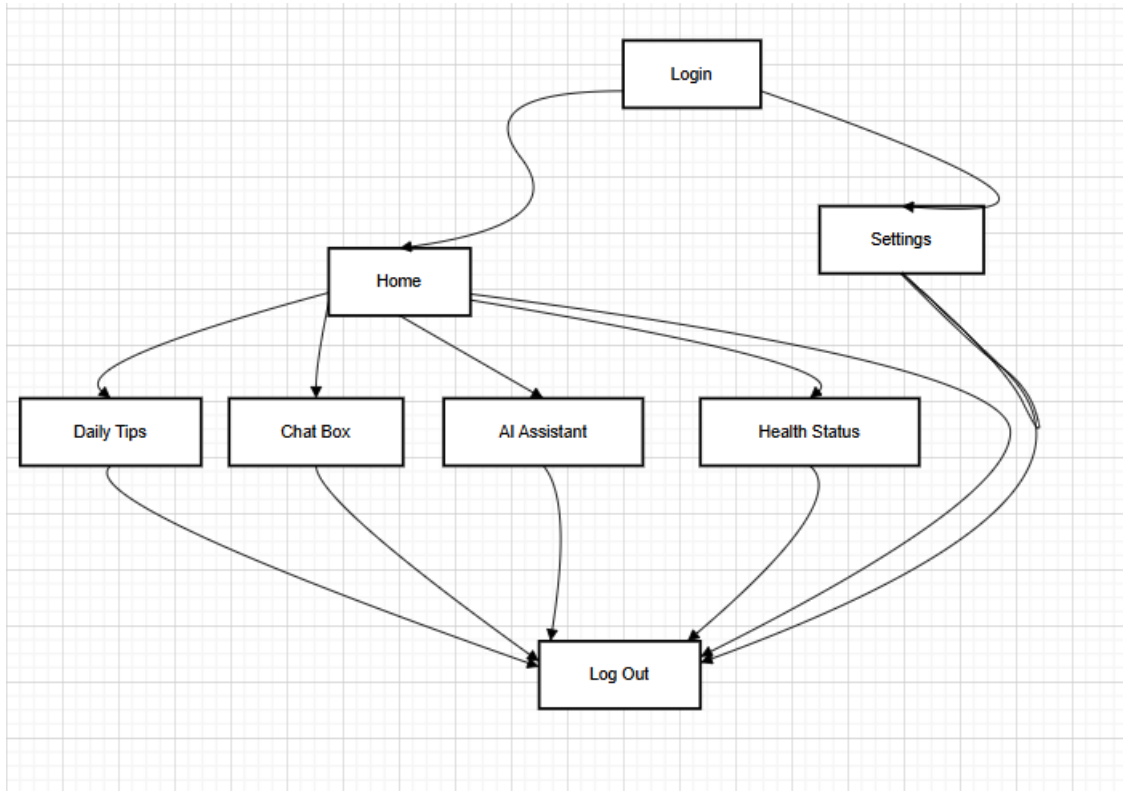 Login
Settings
Home
Daily Tips
Chat Box
AI Assistant
Health Status
Log Out